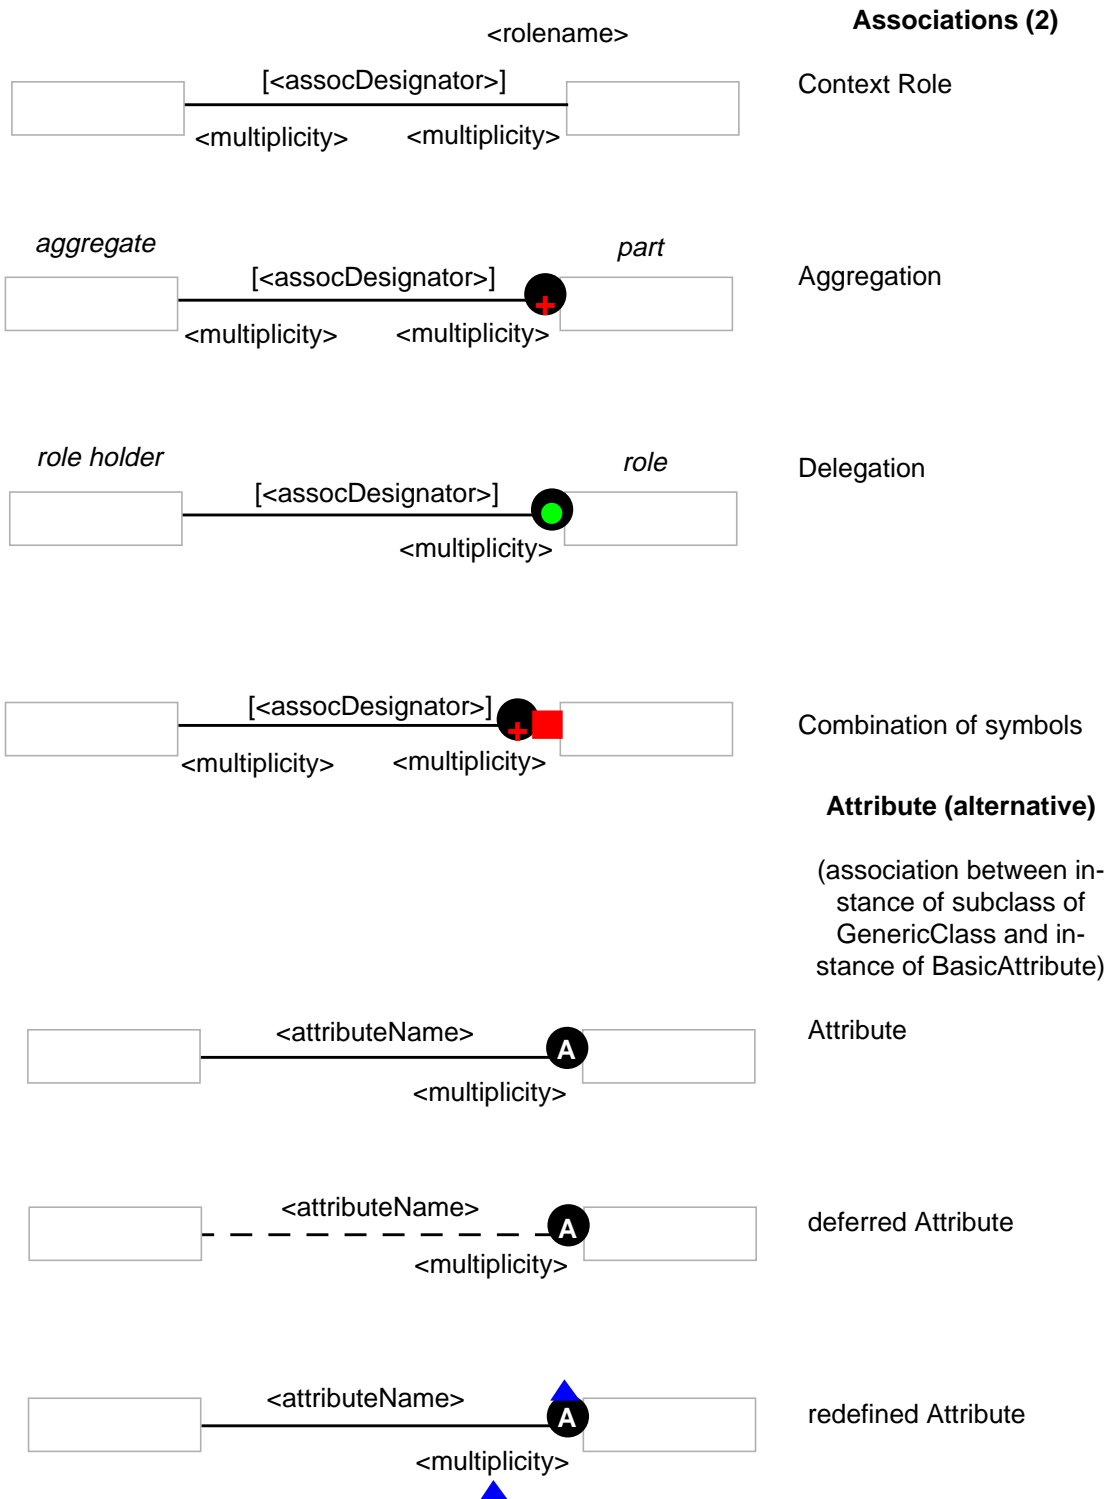 Associations (2)
<rolename>
[<assocDesignator>]
Context Role
<multiplicity> <multiplicity>
aggregate part
[<assocDesignator>]
Aggregation
+
<multiplicity> <multiplicity>
role holder role
Delegation
[<assocDesignator>]
<multiplicity>
[<assocDesignator>]
+
Combination of symbols
<multiplicity> <multiplicity>
Attribute (alternative)
(association between in-
stance of subclass of
GenericClass and in-
stance of BasicAttribute)
<attributeName>
Attribute
A
<multiplicity>
<attributeName>
deferred Attribute
A
<multiplicity>
<attributeName>
redefined Attribute
A
<multiplicity>